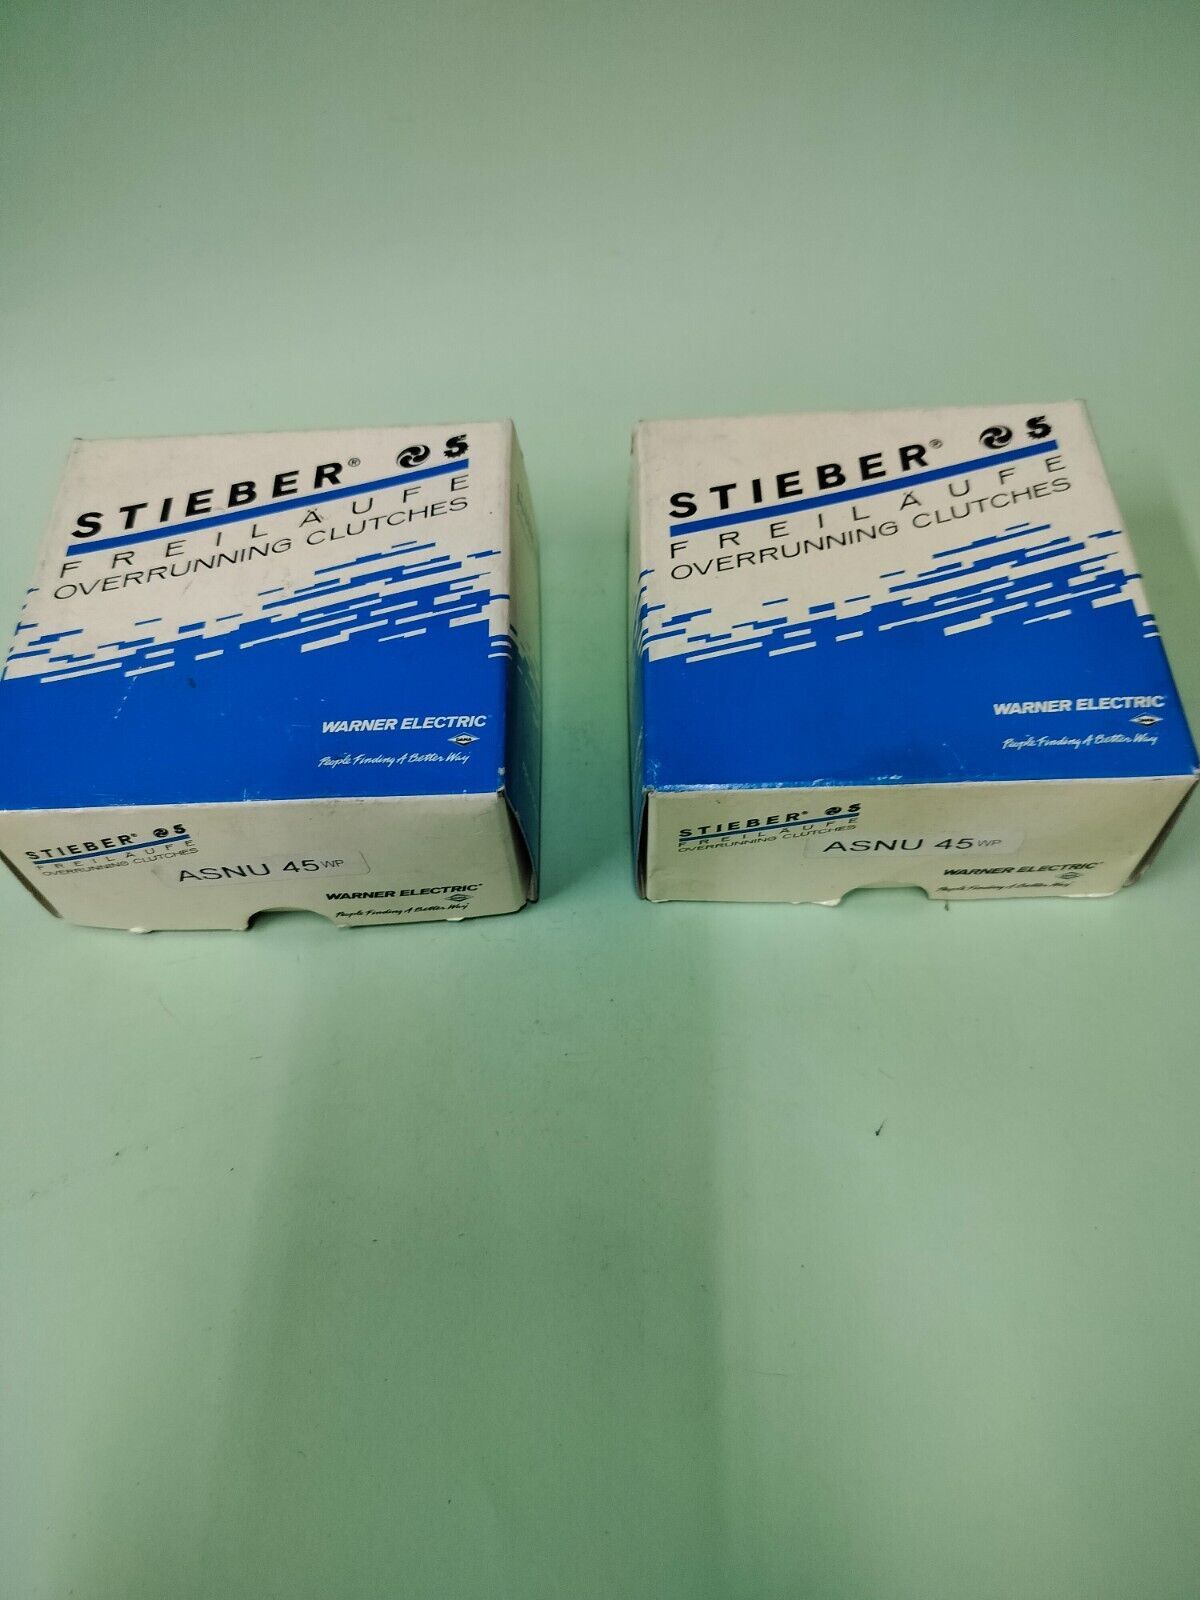 STIEBER®
FREILÄUFE
OVERRUNNING CLUTCHES
WARNER ELECTRIC
People Finding A Better Way
STIEBER®
FREILÄUFE
OVERRUNNING CLUTCHES
ASNU 45 WP
WARNER ELECTRIC
People Finding A Better Way
STIEBER®
FREILÄUFE
OVERRUNNING CLUTCHES
WARNER ELECTRIC
People Finding A Better Way
STIEBER®
FREILÄUFE
OVERRUNNING CLUTCHES
ASNU 45 WP
WARNER ELECTRIC
People Finding A Better Way